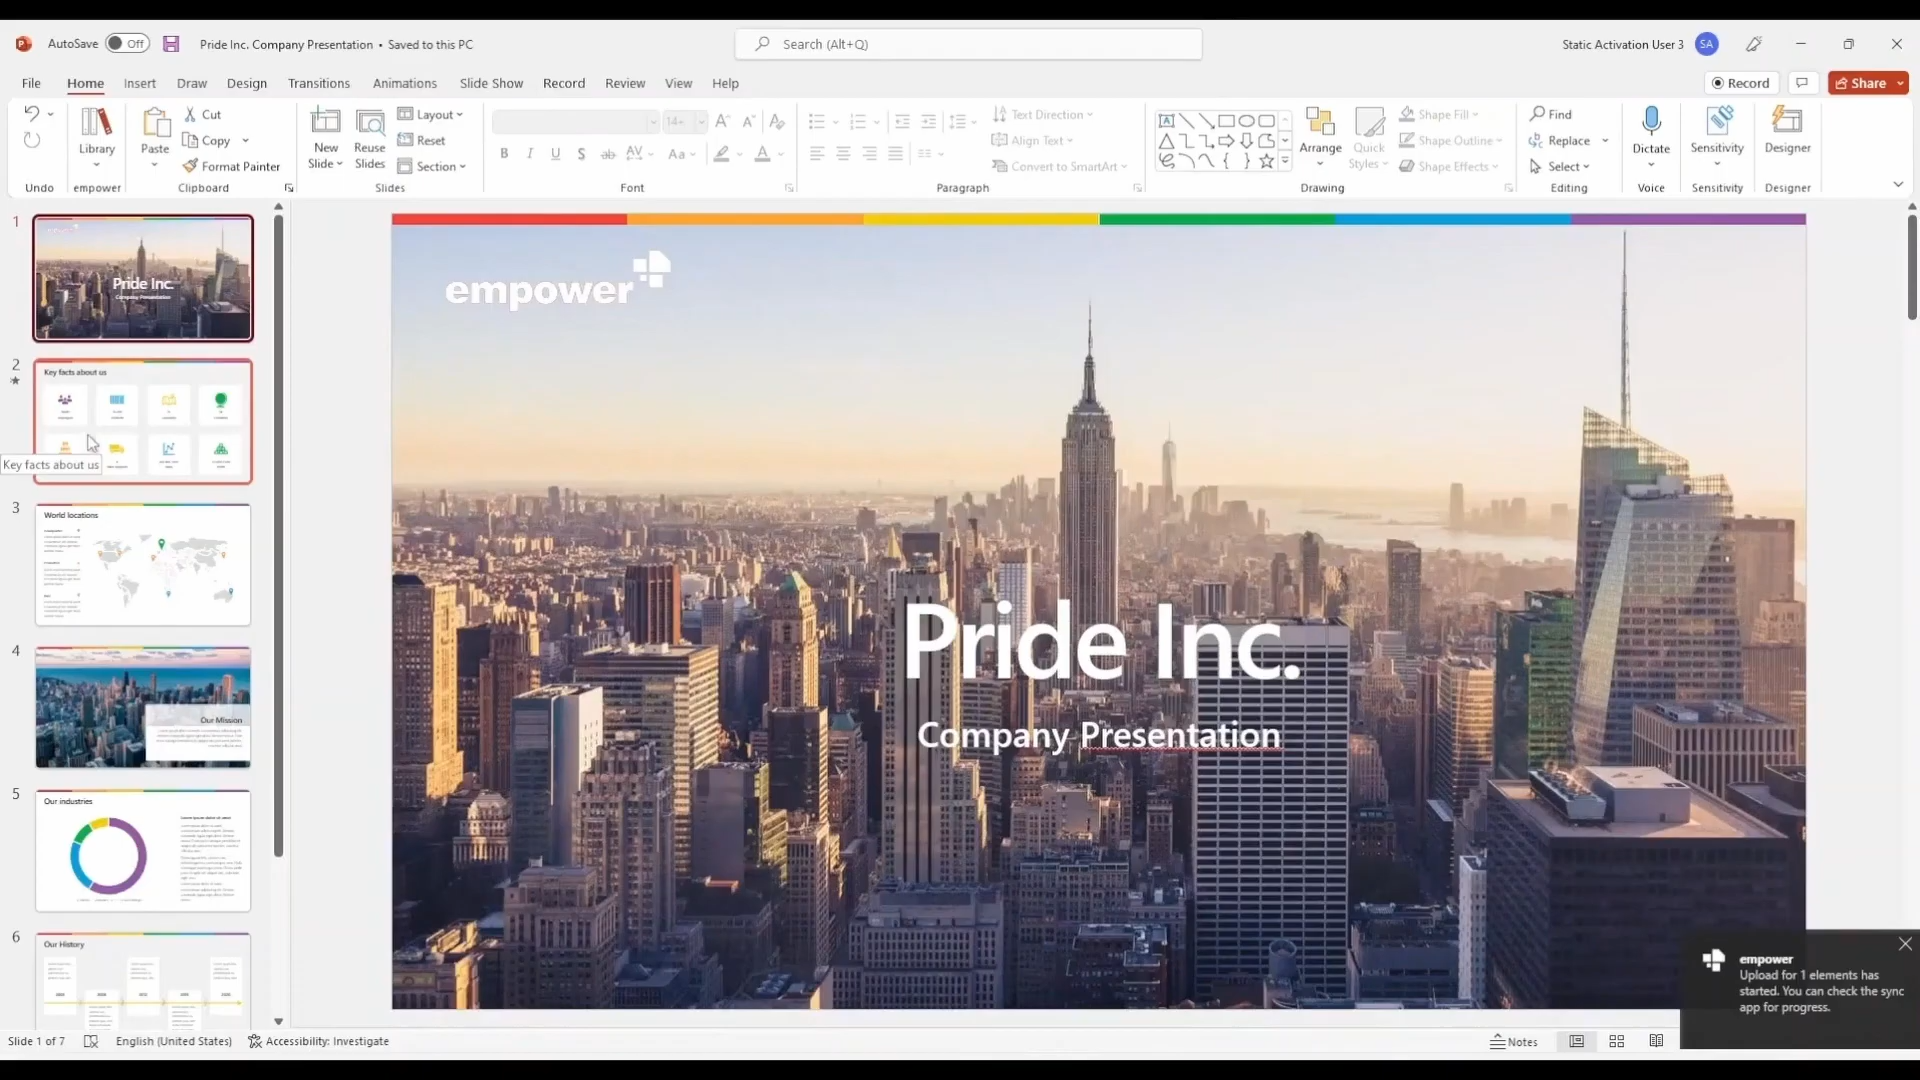 AutoSave Off Pride Inc. Company Presentation • Saved to this PC Search (Alt+Q) Static Activation User 3 SA
File Home Insert Draw Design Transitions Animations Slide Show Record Review View Help Record Share
Undo
Library
empower
Paste
Cut
Copy
Format Painter
Clipboard
New Slide
Reuse Slides
Layout
Reset
Section
Slides
14+
Font
Text Direction
Align Text
Convert to SmartArt
Paragraph
Arrange
Quick Styles
Shape Fill
Shape Outline
Shape Effects
Drawing
Find
Replace
Select
Editing
Dictate
Voice
Sensitivity
Sensitivity
Designer
Designer
1
empower
Pride Inc.
Company Presentation
2
Key facts about us
Key facts about us
3
World locations
4
Our Mission
5
Our industries
6
Our History
empower
Pride Inc.
Company Presentation
empower
Upload for 1 elements has
started. You can check the sync
app for progress.
Slide 1 of 7 English (United States) Accessibility: Investigate Notes